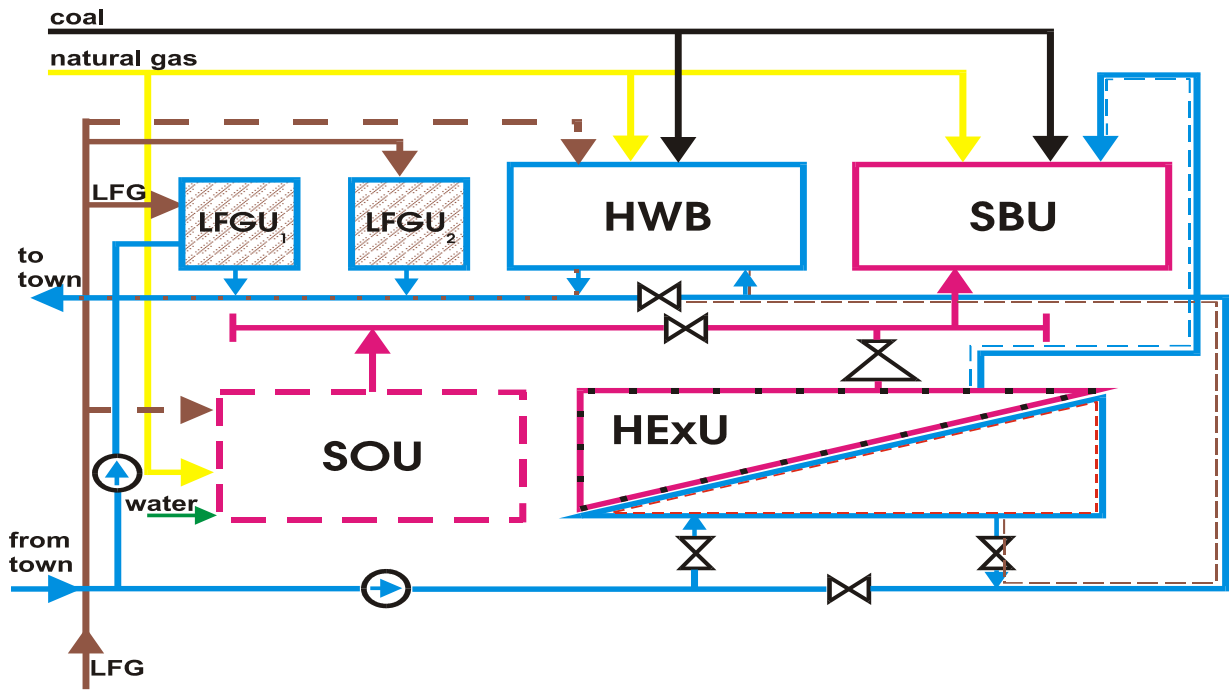 coal
natural gas
LFG
LFGU1
LFGU2
HWB
SBU
to
town
HExU
SOU
water
from
town
LFG